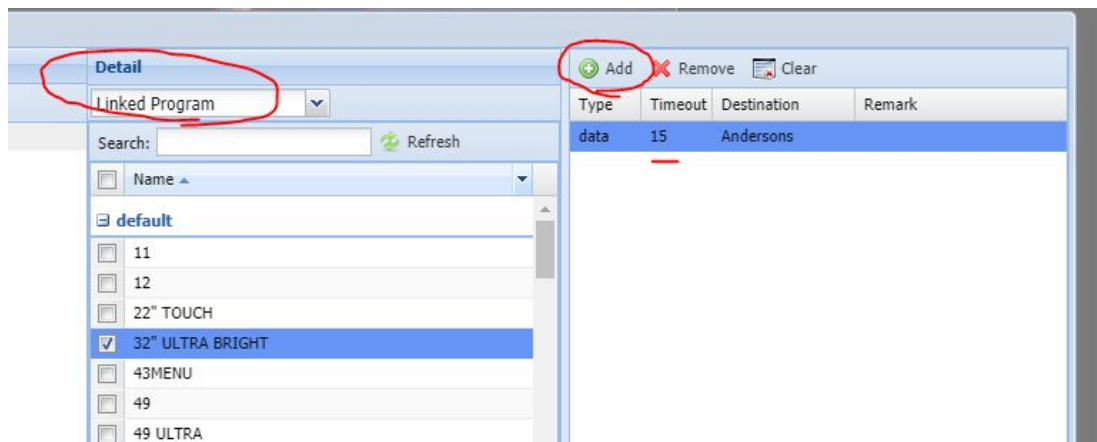 Detail
Linked Program
Search:
Refresh
Name
default
11
12
22" TOUCH
32" ULTRA BRIGHT
43MENU
49
49 ULTRA
Add Remove Clear
Type Timeout Destination Remark
data 15 Andersons